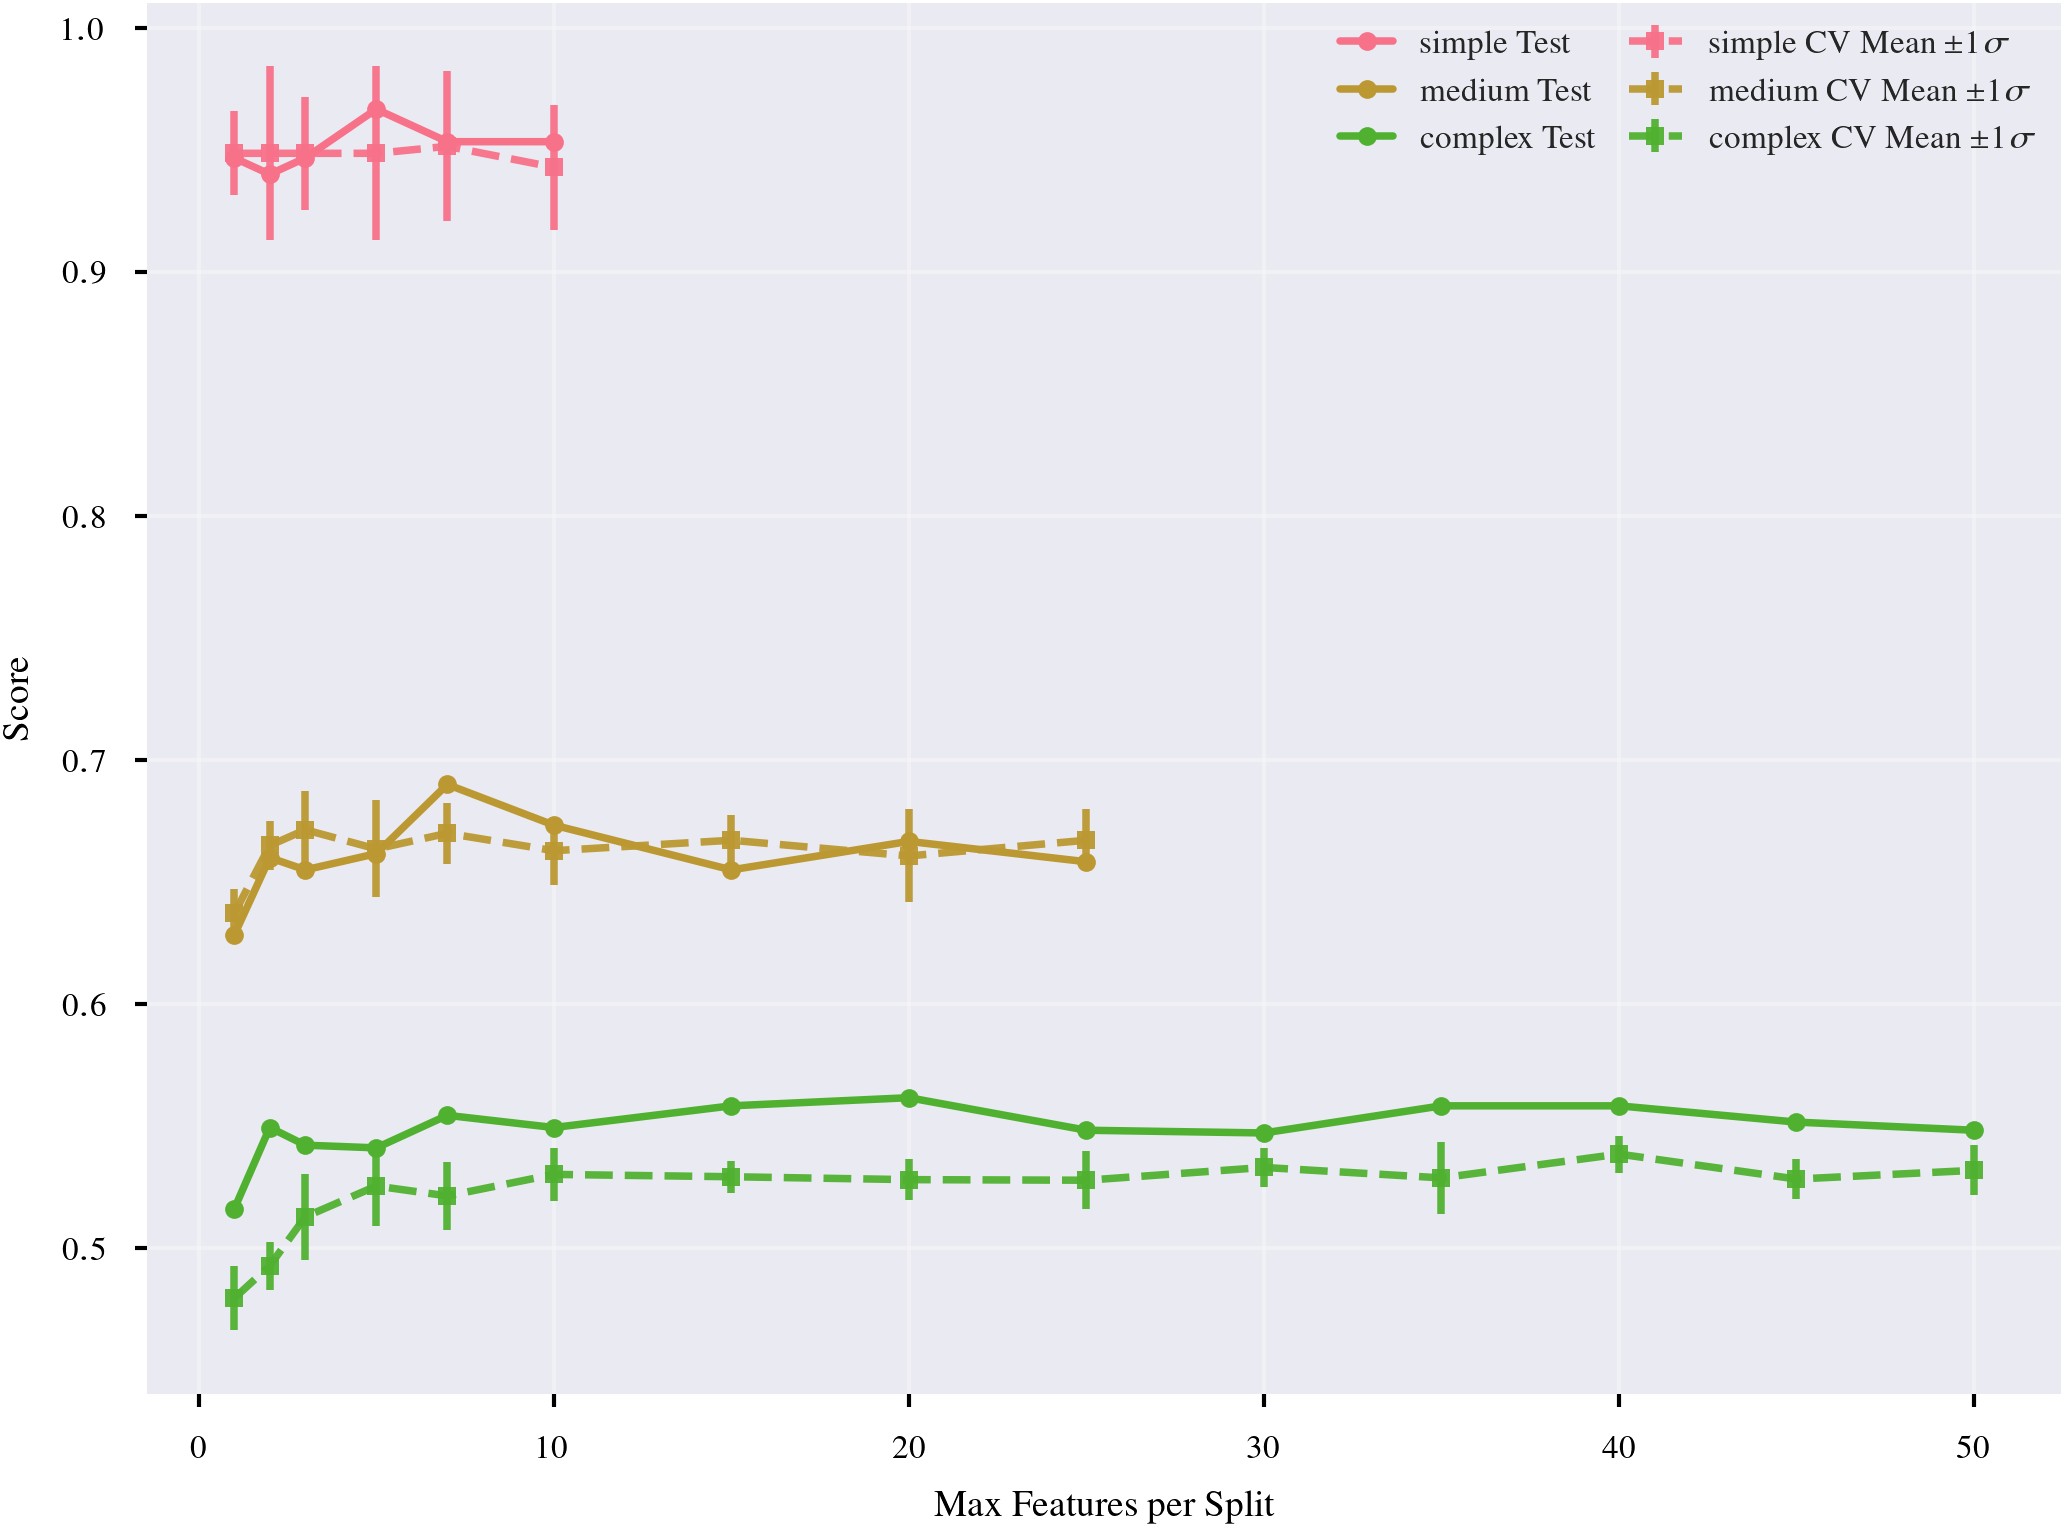 1.0
0.9
0.8
0.7
0.6
0.5
Score
simple Test
medium Test
complex Test
simple CV Mean ±1σ
medium CV Mean ±1σ
complex CV Mean ±1σ
0 10 20 30 40 50
Max Features per Split